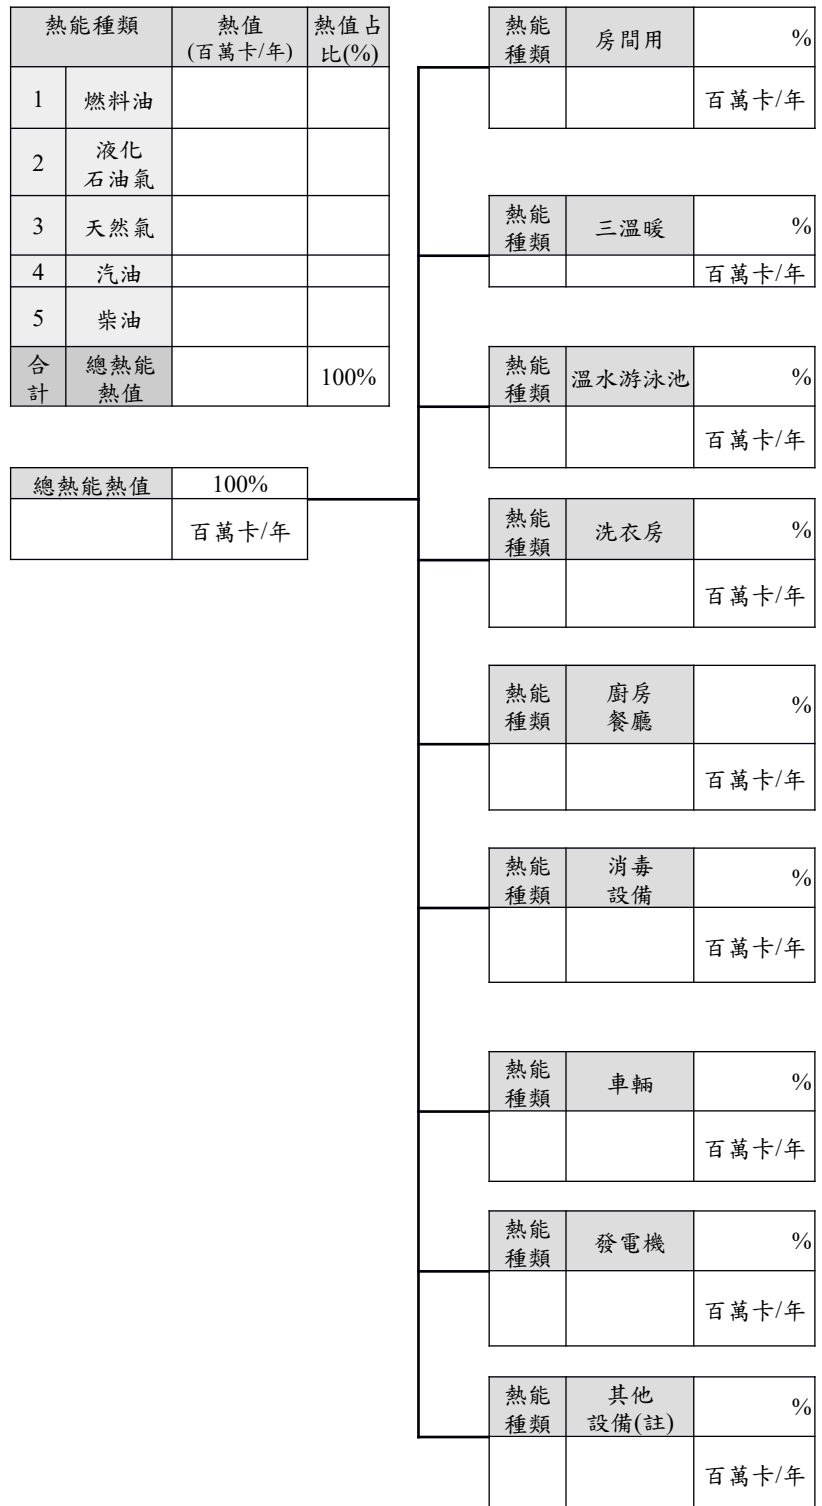 熱能種類 熱值 熱值占
(百萬卡/年) 比(%)
1 燃料油
2 液化
石油氣
3 天然氣
4 汽油
5 柴油
合 總熱能 100%
計 熱值
總熱能熱值 100%
百萬卡/年
熱能 房間用 %
種類
百萬卡/年
熱能 三溫暖 %
種類
百萬卡/年
熱能 溫水游泳池 %
種類
百萬卡/年
熱能 洗衣房 %
種類
百萬卡/年
熱能 廚房 %
種類 餐廳
百萬卡/年
熱能 消毒 %
種類 設備
百萬卡/年
熱能 車輛 %
種類
百萬卡/年
熱能 發電機 %
種類
百萬卡/年
熱能 其他 %
種類 設備(註)
百萬卡/年